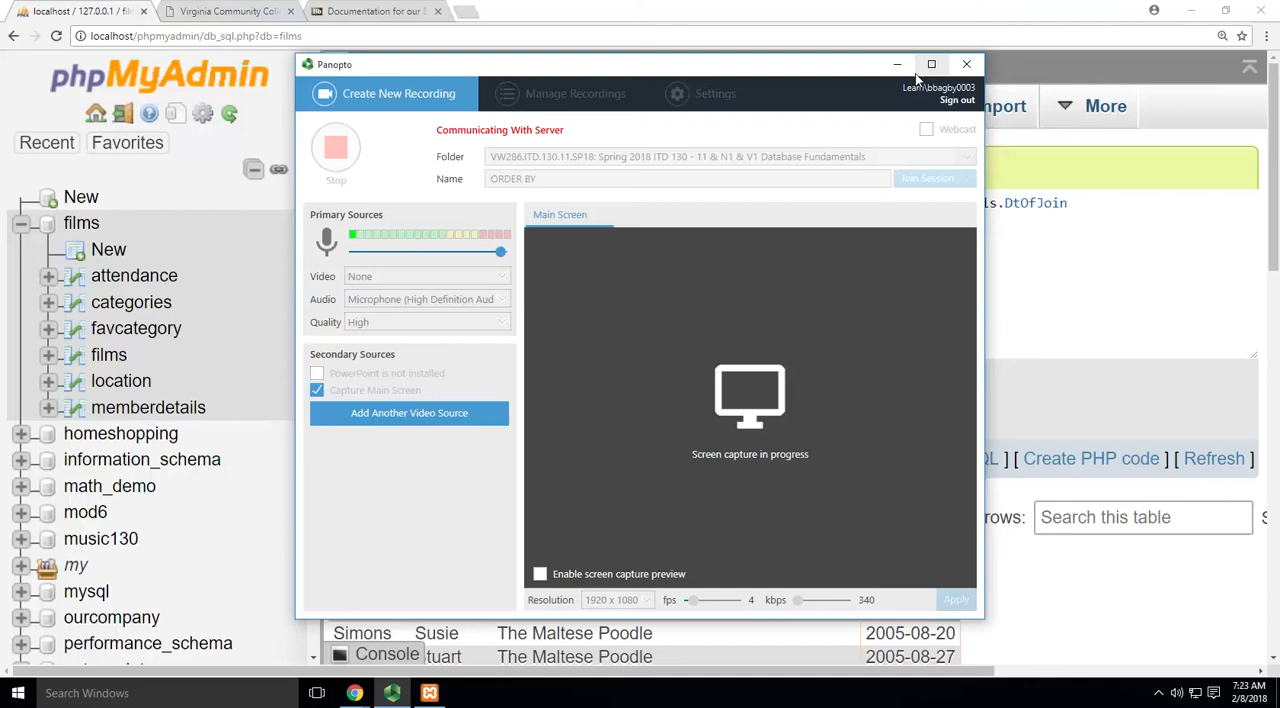 localhost / 127.0.0.1 / fil
Virginia Community Coll
Documentation for our D
localhost/phpmyadmin/db_sql.php?db=films
phpMyAdmin
Recent
Favorites
New
films
New
attendance
categories
favcategory
films
location
memberdetails
homeshopping
information_schema
math_demo
mod6
music130
my
mysql
ourcompany
performance_schema
Panopto
Create New Recording
Manage Recordings
Settings
Learn\bbagby0003
Sign out
Stop
Communicating With Server
Webcast
Folder VW286.ITD.130.11.SP18: Spring 2018 ITD 130 - 11 & N1 & V1 Database Fundamentals
Name ORDER BY Join Session
Primary Sources
Video None
Audio Microphone (High Definition Aud
Quality High
Secondary Sources
PowerPoint is not installed
Capture Main Screen
Add Another Video Source
Main Screen
Screen capture in progress
Enable screen capture preview
Resolution 1920 x 1080 fps 4 kbps 340 Apply
mport
More
ls.DtOfJoin
QL ] [ Create PHP code ] [ Refresh ]
rows: Search this table
Simons Susie The Maltese Poodle 2005-08-20
Console
Stuart The Maltese Poodle 2005-08-27
Search Windows
7:23 AM
2/8/2018